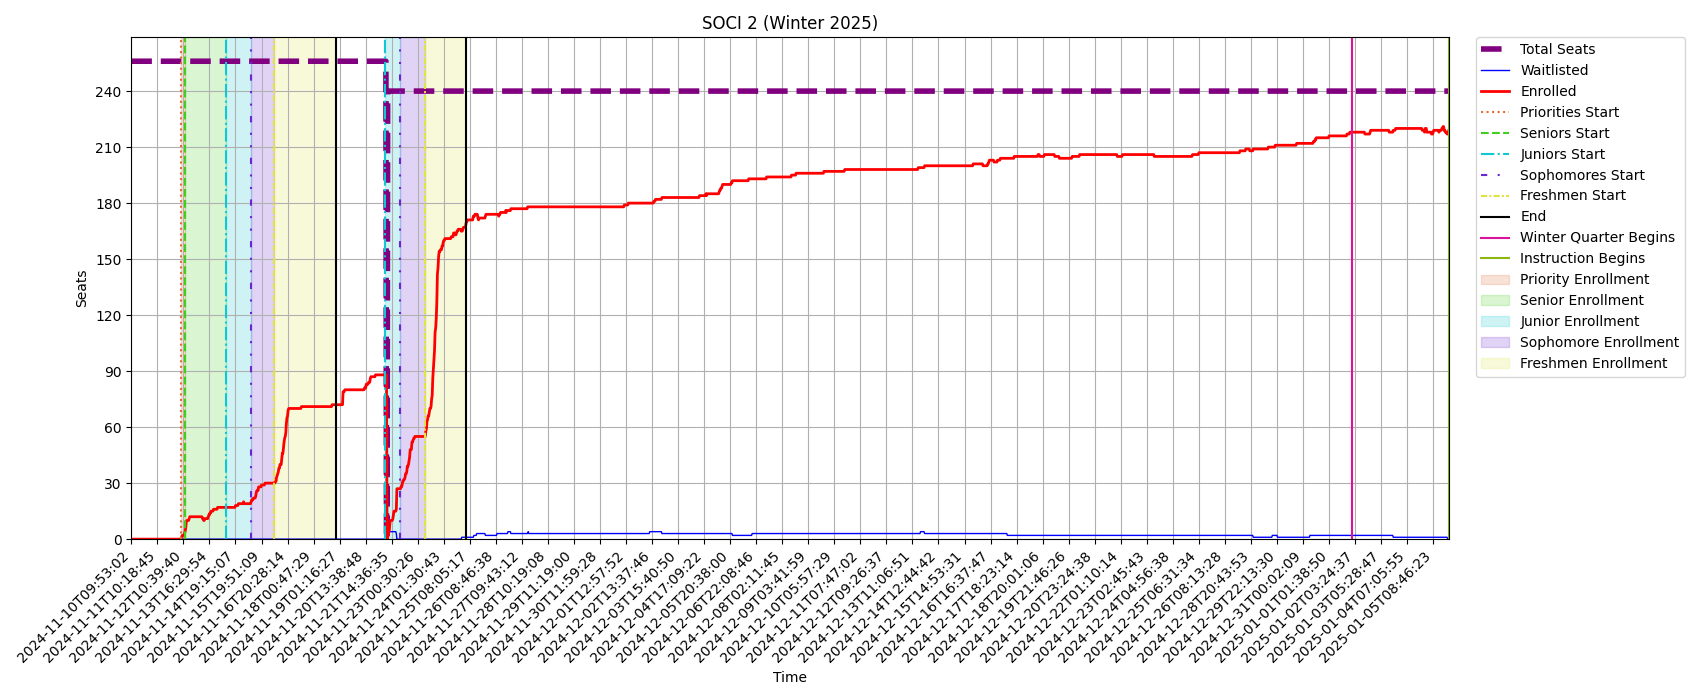 SOCI 2 (Winter 2025)
Seats
240
210
180
150
120
90
60
30
0
2024-11-10T09:53:02
2024-11-11T10:18:45
2024-11-12T10:39:40
2024-11-13T16:29:54
2024-11-14T19:15:07
2024-11-15T19:51:09
2024-11-16T20:28:14
2024-11-18T00:47:29
2024-11-19T01:16:27
2024-11-20T13:38:48
2024-11-21T14:36:35
2024-11-24T01:30:26
2024-11-25T08:05:17
2024-11-26T08:46:38
2024-11-27T09:43:12
2024-11-28T10:19:08
2024-11-29T11:19:00
2024-11-30T11:59:28
2024-12-01T12:57:52
2024-12-02T13:37:46
2024-12-03T15:40:50
2024-12-04T17:09:22
2024-12-05T20:38:00
2024-12-06T22:08:46
2024-12-08T02:11:45
2024-12-09T03:41:59
2024-12-10T05:57:29
2024-12-11T07:47:02
2024-12-12T09:26:37
2024-12-13T11:06:51
2024-12-14T12:44:42
2024-12-15T14:53:31
2024-12-16T16:37:47
2024-12-17T18:23:14
2024-12-18T20:01:06
2024-12-19T21:46:26
2024-12-20T23:24:38
2024-12-22T01:10:14
2024-12-23T02:45:43
2024-12-24T04:56:38
2024-12-25T06:31:34
2024-12-26T08:13:28
2024-12-28T20:43:53
2024-12-29T22:13:30
2024-12-31T00:02:09
2025-01-01T01:38:50
2025-01-02T03:24:37
2025-01-03T05:28:47
2025-01-04T07:05:55
2025-01-05T08:46:23
Time
Total Seats
Waitlisted
Enrolled
Priorities Start
Seniors Start
Juniors Start
Sophomores Start
Freshmen Start
End
Winter Quarter Begins
Instruction Begins
Priority Enrollment
Senior Enrollment
Junior Enrollment
Sophomore Enrollment
Freshmen Enrollment